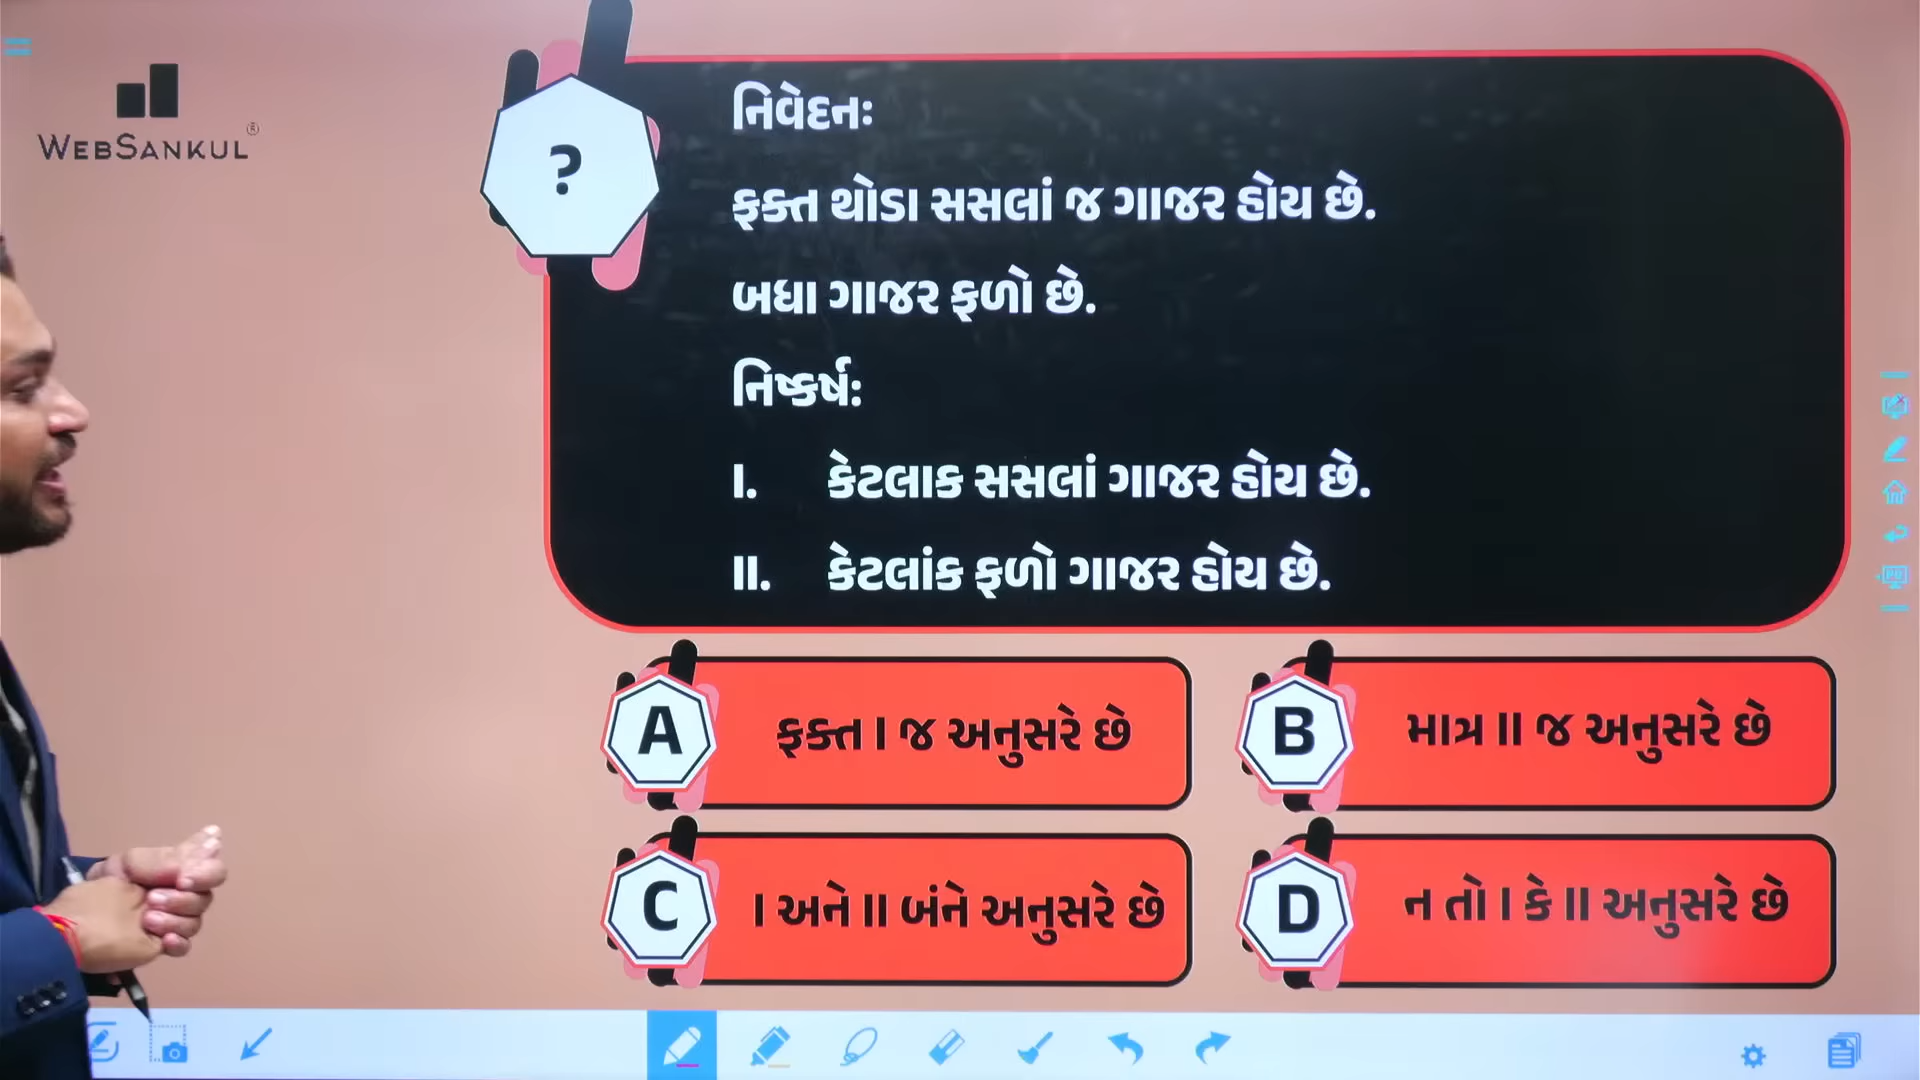 WEBSANKUL®
?
નિવેદનઃ
ફક્ત થોડા સસલાં જ ગાજર હોય છે.
બધા ગાજર ફળો છે.
નિષ્કર્ષ:
I. કેટલાક સસલાં ગાજર હોય છે.
II. કેટલાંક ફળો ગાજર હોય છે.
A ફક્ત I જ અનુસરે છે
B માત્ર II જ અનુસરે છે
C I અને II બંને અનુસરે છે
D ન તો I કે II અનુસરે છે